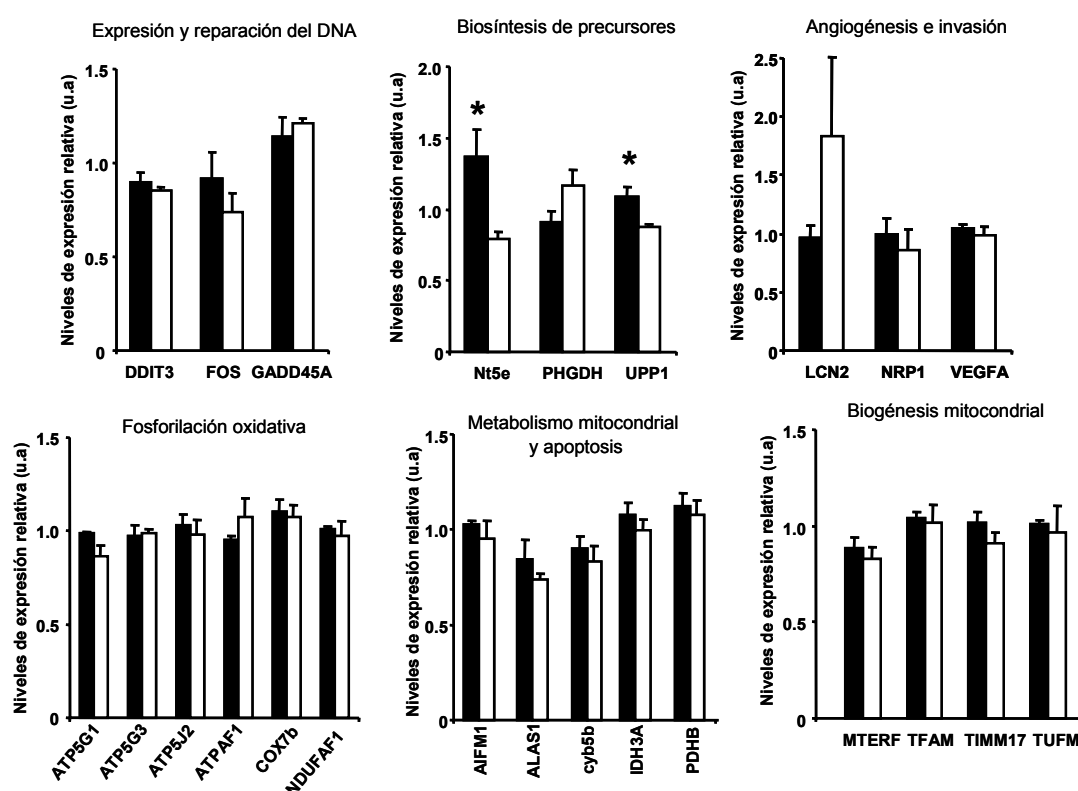 Expresión y reparación del DNA
Niveles de expresión relativa (u.a)
1.5
1.0
0.5
0
DDIT3 FOS GADD45A
Biosíntesis de precursores
Niveles de expresión relativa (u.a)
2.0
1.5
1.0
0.5
0
*
*
Nt5e PHGDH UPP1
Angiogénesis e invasión
Niveles de expresión relativa (u.a)
2.5
2.0
1.5
1.0
0.5
0
LCN2 NRP1 VEGFA
Fosforilación oxidativa
Niveles de expresión relativa (u.a)
1.5
1.0
0.5
0
ATP5G1
ATP5G3
ATP5J2
ATPAF1
COX7b
NDUFAF1
Metabolismo mitocondrial
y apoptosis
Niveles de expresión relativa (u.a)
1.5
1.0
0.5
0
AIFM1
ALAS1
cyb5b
IDH3A
PDHB
Biogénesis mitocondrial
Niveles de expresión relativa (u.a)
1.5
1.0
0.5
0
MTERF TFAM TIMM17 TUFM